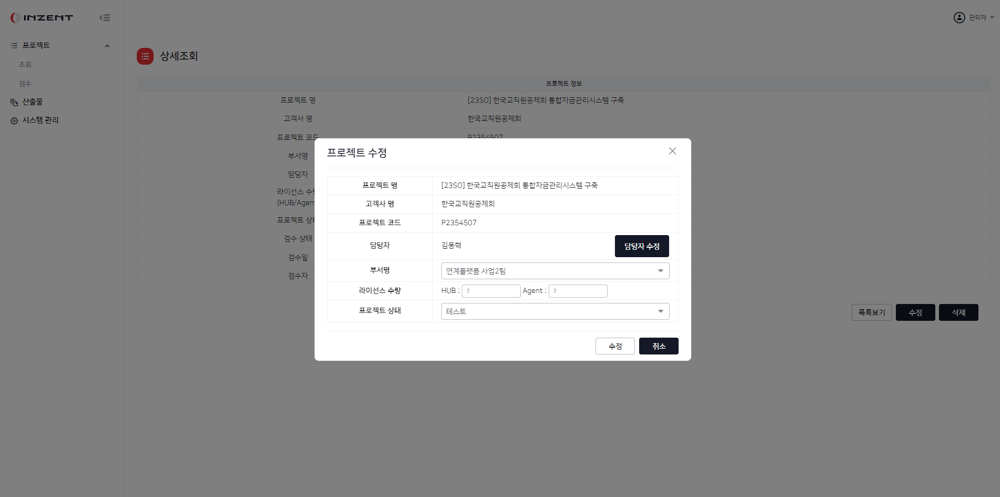 INZENT
관리자
프로젝트
조회
검수
산출물
시스템 관리
상세조회
프로젝트 정보
프로젝트 명 [23SO] 한국교직원공제회 통합자금관리시스템 구축
고객사 명 한국교직원공제회
프로젝트 코드 P2354507
부서명
담당자
라이선스 수
(HUB/Agen
프로젝트 상
검수 상태
검수일
검수자
목록보기 수정 삭제
프로젝트 수정
프로젝트 명 [23SO] 한국교직원공제회 통합자금관리시스템 구축
고객사 명 한국교직원공제회
프로젝트 코드 P2354507
담당자 김동혁 담당자 수정
부서명 연계플랫폼 사업2팀
라이선스 수량 HUB : 2 Agent : 2
프로젝트 상태 테스트
수정 취소